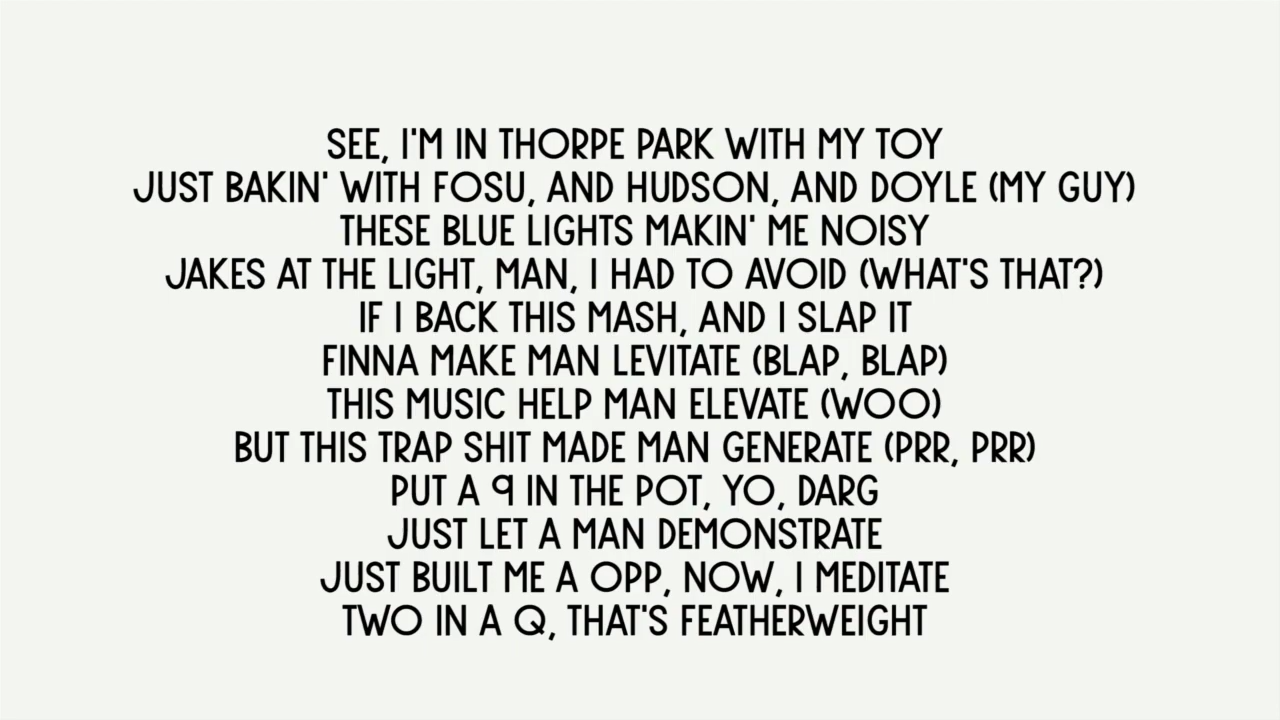 SEE, I'M IN THORPE PARK WITH MY TOY
JUST BAKIN' WITH FOSU, AND HUDSON, AND DOYLE (MY GUY)
THESE BLUE LIGHTS MAKIN' ME NOISY
JAKES AT THE LIGHT, MAN, I HAD TO AVOID (WHAT'S THAT?)
IF I BACK THIS MASH, AND I SLAP IT
FINNA MAKE MAN LEVITATE (BLAP, BLAP)
THIS MUSIC HELP MAN ELEVATE (WOO)
BUT THIS TRAP SHIT MADE MAN GENERATE (PRR, PRR)
PUT A 9 IN THE POT, YO, DARG
JUST LET A MAN DEMONSTRATE
JUST BUILT ME A OPP, NOW, I MEDITATE
TWO IN A Q, THAT'S FEATHERWEIGHT